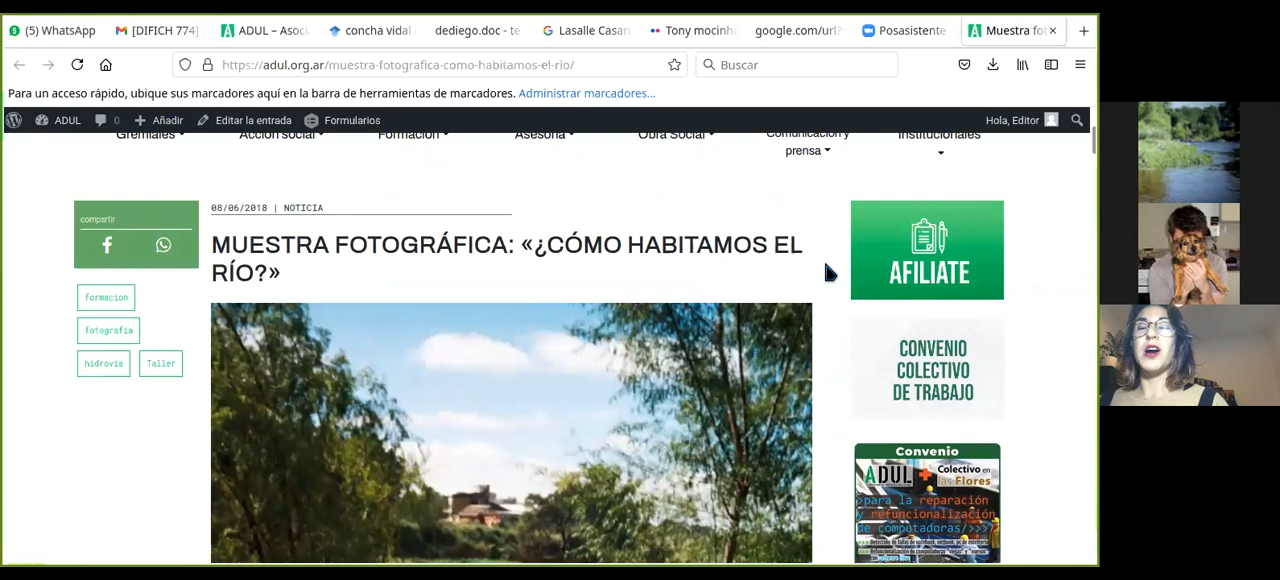 (5) WhatsApp
[DIFICH 774]
ADUL – Asoci
concha vidal
dediego.doc - te
Lasalle Casan
Tony mocinh
google.com/url?
Posasistente
Muestra fot
https://adul.org.ar/muestra-fotografica-como-habitamos-el-rio/
Buscar
Para un acceso rápido, ubique sus marcadores aquí en la barra de herramientas de marcadores. Administrar marcadores...
ADUL
0
Añadir
Editar la entrada
Formularios
Hola, Editor
Gremiales
Acción social
Formación
Asesoría
Obra Social
Comunicación y prensa
Institucionales
compartir
08/06/2018 | NOTICIA
MUESTRA FOTOGRÁFICA: «¿CÓMO HABITAMOS EL
RÍO?»
formacion
fotografía
hidrovia
Taller
AFILIATE
CONVENIO
COLECTIVO
DE TRABAJO
Convenio
ADUL + Colectivo en
las Flores
>para la reparación
y refuncionalización
de computadoras/>>>